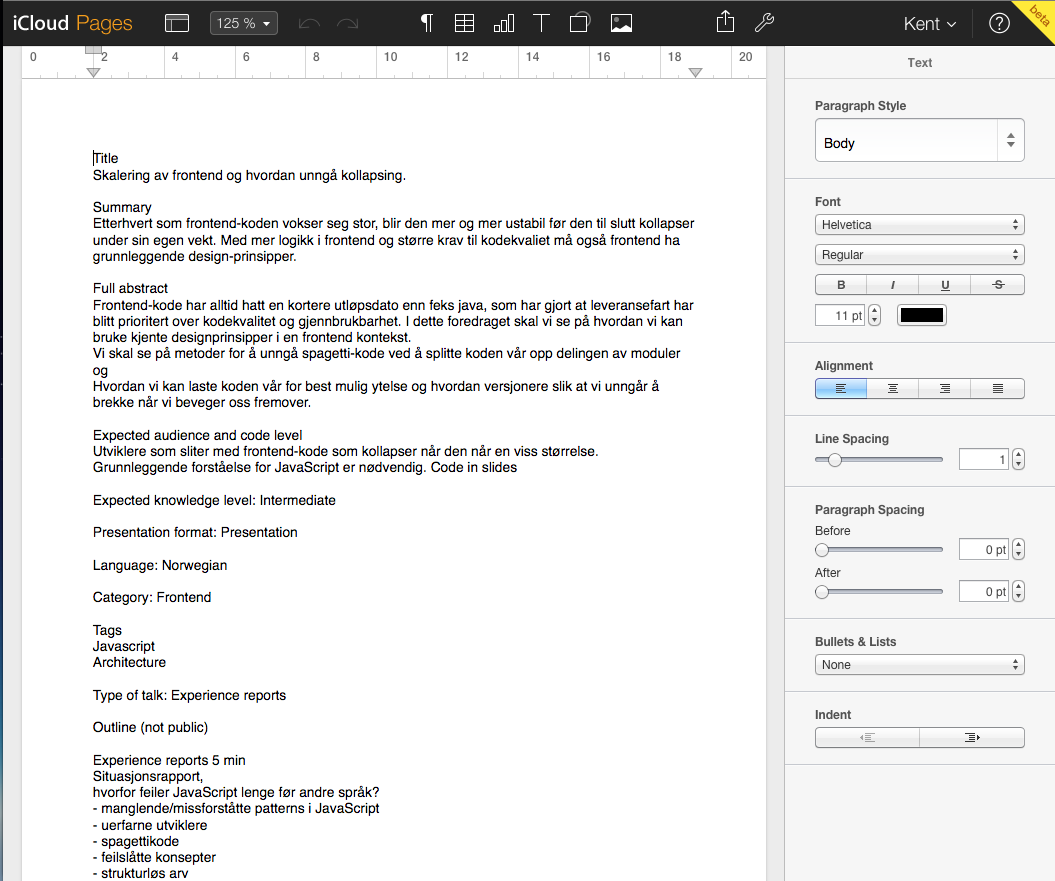 iCloud Pages
125 %
Kent
?
beta
0 2 4 6 8 10 12 14 16 18 20
Text
Title
Skalering av frontend og hvordan unngå kollapsing.
Summary
Etterhvert som frontend-koden vokser seg stor, blir den mer og mer ustabil før den til slutt kollapser
under sin egen vekt. Med mer logikk i frontend og større krav til kodekvaliet må også frontend ha
grunnleggende design-prinsipper.
Full abstract
Frontend-kode har alltid hatt en kortere utløpsdato enn feks java, som har gjort at leveransefart har
blitt prioritert over kodekvalitet og gjennbrukbarhet. I dette foredraget skal vi se på hvordan vi kan
bruke kjente designprinsipper i en frontend kontekst.
Vi skal se på metoder for å unngå spagetti-kode ved å splitte koden vår opp delingen av moduler
og
Hvordan vi kan laste koden vår for best mulig ytelse og hvordan versjonere slik at vi unngår å
brekke når vi beveger oss fremover.
Expected audience and code level
Utviklere som sliter med frontend-kode som kollapser når den når en viss størrelse.
Grunnleggende forståelse for JavaScript er nødvendig. Code in slides
Expected knowledge level: Intermediate
Presentation format: Presentation
Language: Norwegian
Category: Frontend
Tags
Javascript
Architecture
Type of talk: Experience reports
Outline (not public)
Experience reports 5 min
Situasjonsrapport,
hvorfor feiler JavaScript lenge før andre språk?
- manglende/missforståtte patterns i JavaScript
- uerfarne utviklere
- spagettikode
- feilslåtte konsepter
- strukturløs arv
Paragraph Style
Body
Font
Helvetica
Regular
B I U S
11 pt
Alignment
Line Spacing
1
Paragraph Spacing
Before
0 pt
After
0 pt
Bullets & Lists
None
Indent